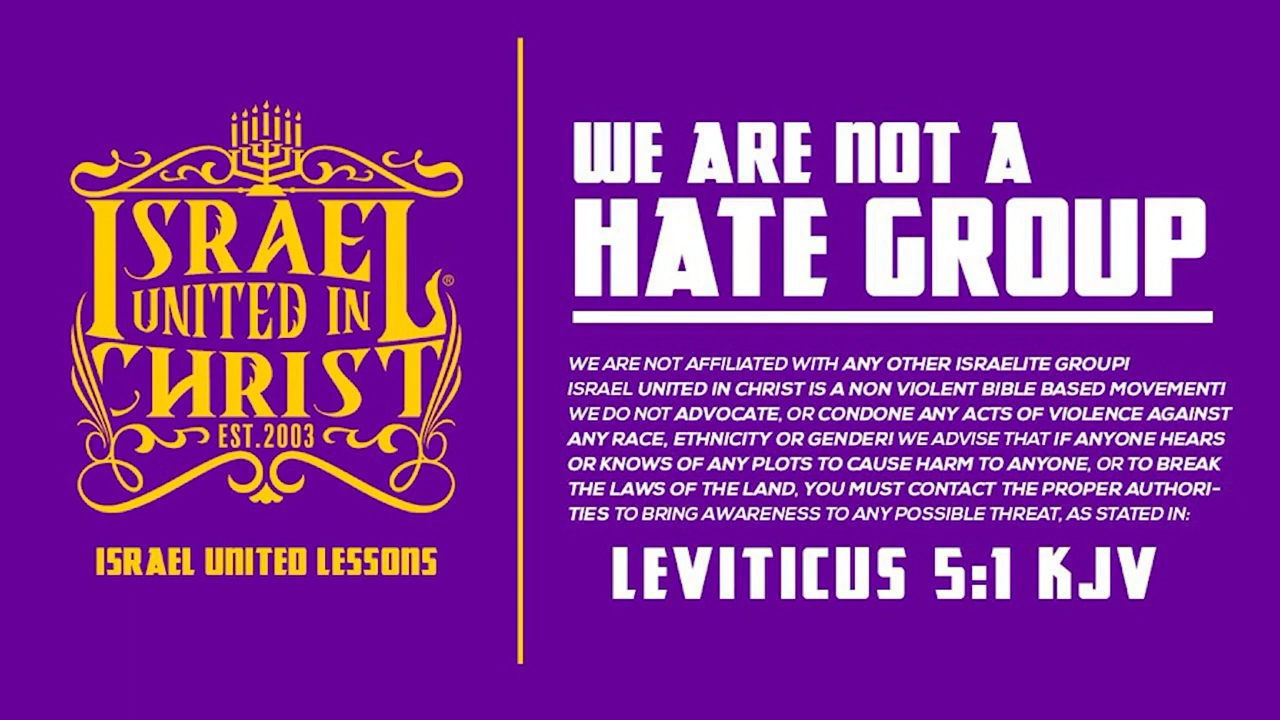 ISRAEL
UNITED IN
CHRIST
®
EST.2003
ISRAEL UNITED LESSONS
WE ARE NOT A
HATE GROUP
WE ARE NOT AFFILIATED WITH ANY OTHER ISRAELITE GROUP!
ISRAEL UNITED IN CHRIST IS A NON VIOLENT BIBLE BASED MOVEMENT!
WE DO NOT ADVOCATE, OR CONDONE ANY ACTS OF VIOLENCE AGAINST
ANY RACE, ETHNICITY OR GENDER! WE ADVISE THAT IF ANYONE HEARS
OR KNOWS OF ANY PLOTS TO CAUSE HARM TO ANYONE, OR TO BREAK
THE LAWS OF THE LAND, YOU MUST CONTACT THE PROPER AUTHORI-
TIES TO BRING AWARENESS TO ANY POSSIBLE THREAT, AS STATED IN:
LEVITICUS 5:1 KJV